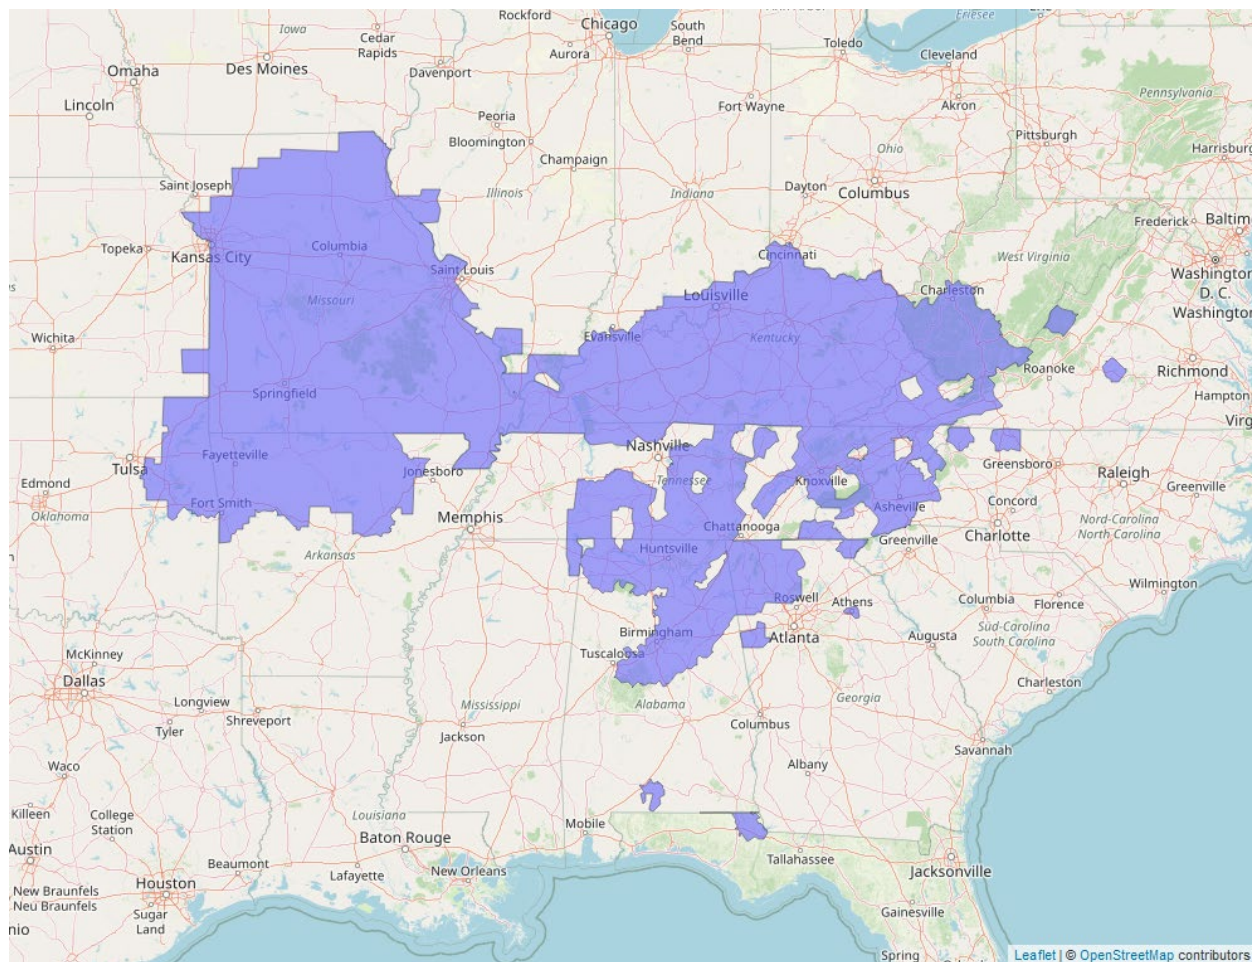 Rockford
Chicago
South
Bend
Eriesee
Iowa
Cedar
Rapids
Aurora
Toledo
Cleveland
Omaha
Des Moines
Davenport
Lincoln
Fort Wayne
Akron
Pennsylvania
Peoria
Bloomington
Champaign
Ohio
Pittsburgh
Harrisburg
Saint Joseph
Illinois
Indiana
Dayton
Columbus
Frederick
Baltim
Topeka
Kansas City
Columbia
Saint Louis
Cincinnati
West Virginia
Washington
D. C.
Washington
Missouri
Louisville
Charleston
Wichita
Evansville
Kentucky
Roanoke
Richmond
Springfield
Hampton
Virg
Tulsa
Fayetteville
Jonesboro
Nashville
Greensboro
Raleigh
Edmond
Oklahoma
Fort Smith
Tennessee
Knoxville
Asheville
Concord
Greenville
Memphis
Chattanooga
Charlotte
Nord-Carolina
North Carolina
Arkansas
Huntsville
Greenville
Wilmington
Roswell
Athens
Columbia
Florence
Birmingham
Atlanta
Sud-Carolina
South Carolina
Augusta
McKinney
Dallas
Tuscaloosa
Charleston
Longview
Shreveport
Tyler
Mississippi
Jackson
Alabama
Georgia
Columbus
Savannah
Waco
Albany
Killeen
College
Station
Louisiana
Baton Rouge
Mobile
Austin
Beaumont
Lafayette
New Orleans
Tallahassee
Jacksonville
New Braunfels
Neu Braunfels
Houston
nio
Sugar
Land
Gainesville
Spring
Leaflet | © OpenStreetMap contributors